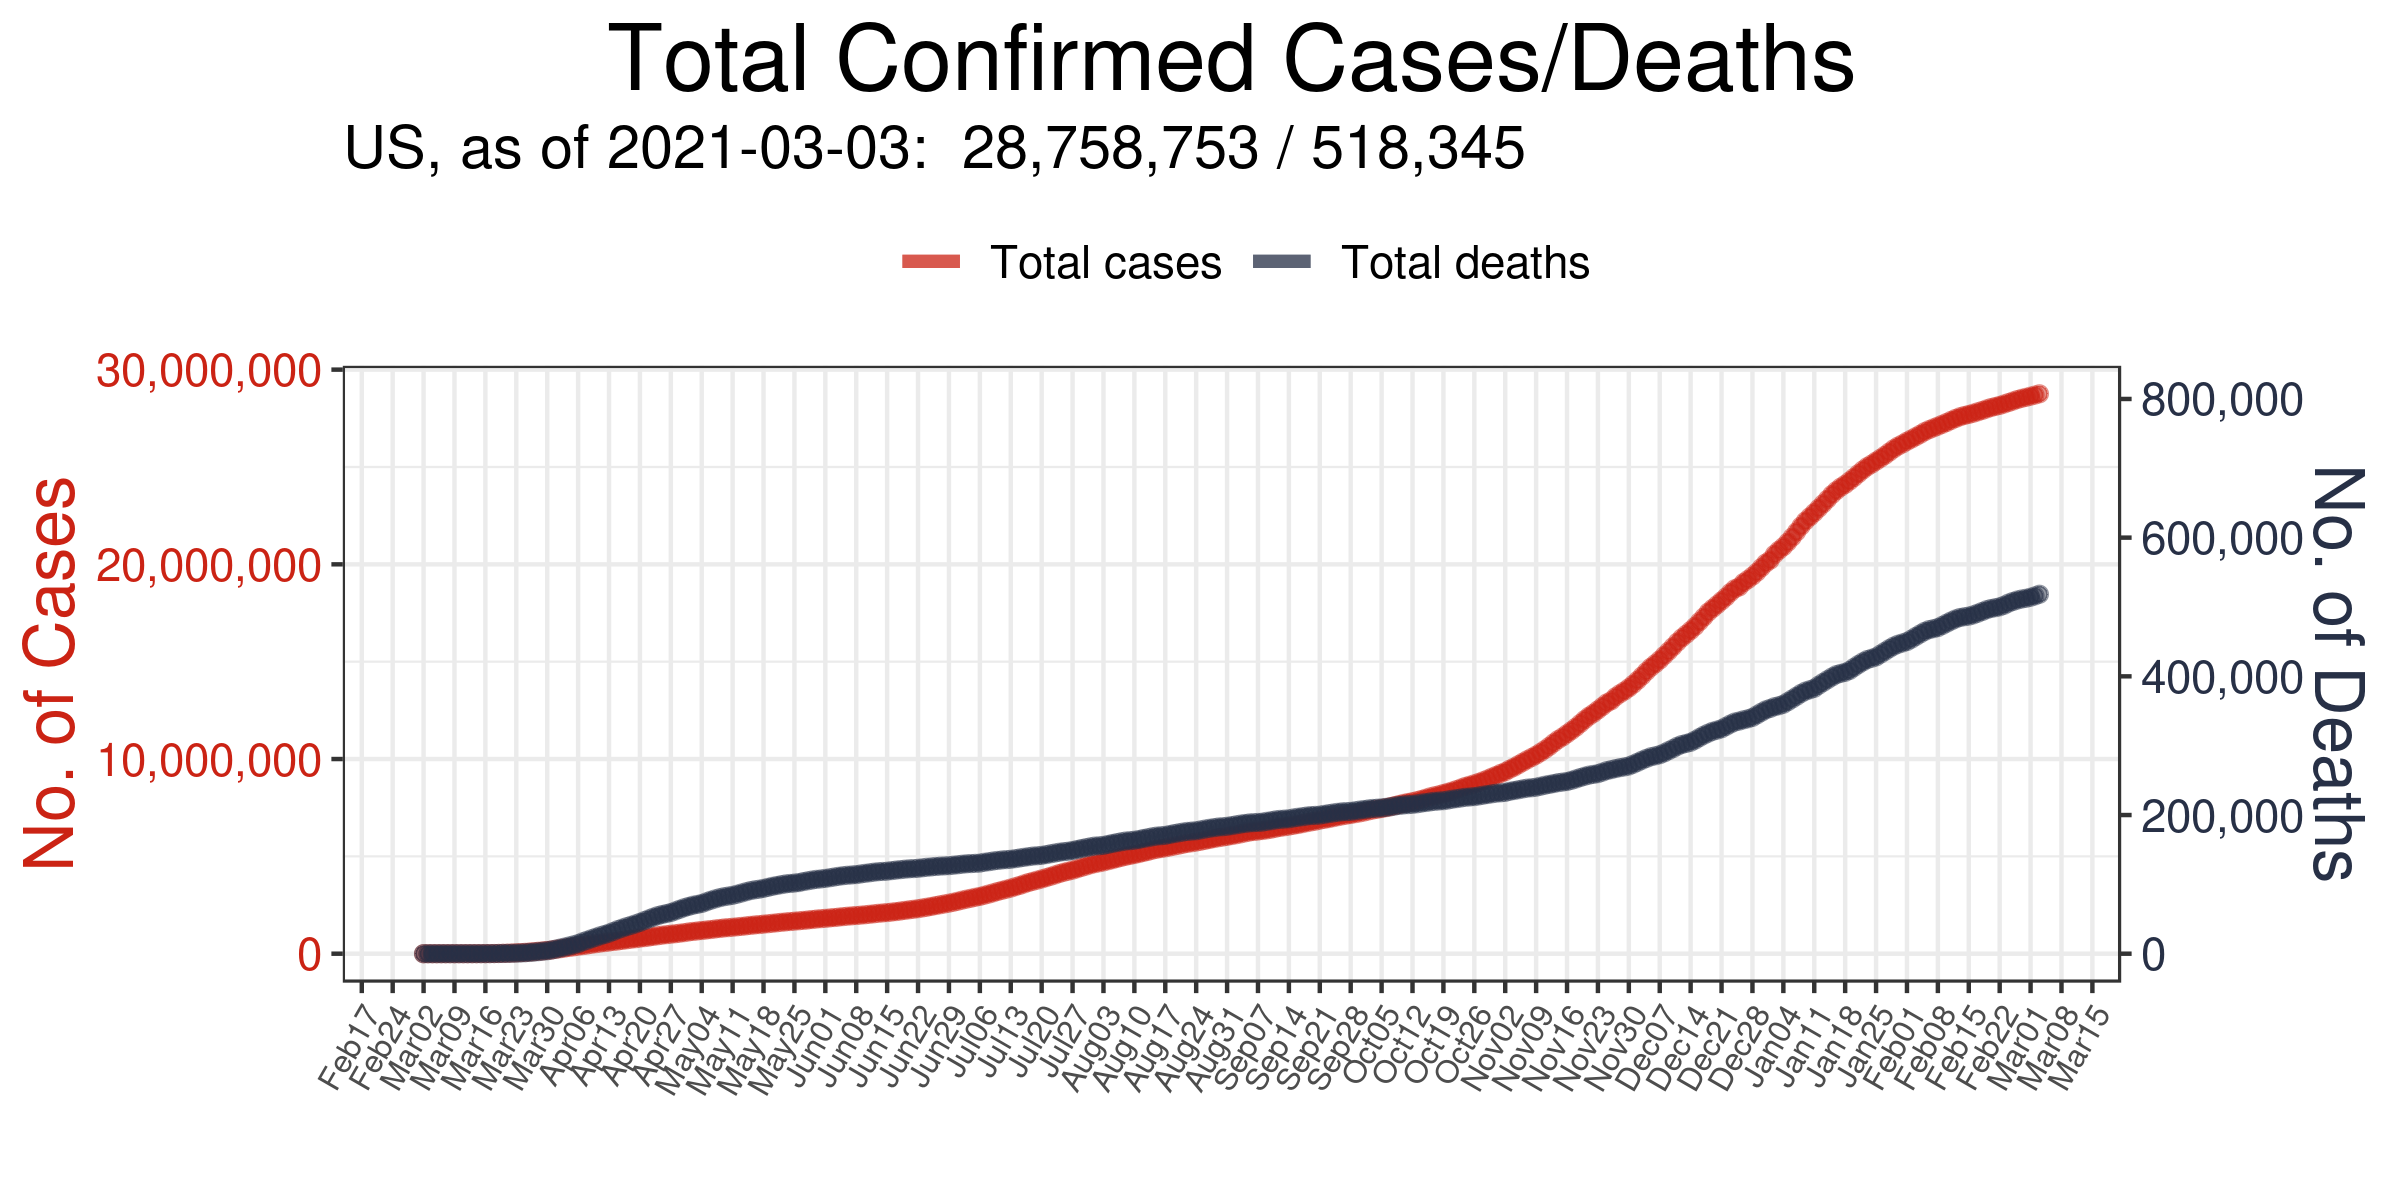 Total Confirmed Cases/Deaths
US, as of 2021-03-03:  28,758,753 / 518,345
Total cases
Total deaths
No. of Cases
30,000,000
20,000,000
10,000,000
0
800,000
600,000
400,000
200,000
0
No. of Deaths
Feb17
Feb24
Mar02
Mar09
Mar16
Mar23
Mar30
Apr06
Apr13
Apr20
Apr27
May04
May11
May18
May25
Jun01
Jun08
Jun15
Jun22
Jun29
Jul06
Jul13
Jul20
Jul27
Aug03
Aug10
Aug17
Aug24
Aug31
Sep07
Sep14
Sep21
Sep28
Oct05
Oct12
Oct19
Oct26
Nov02
Nov09
Nov16
Nov23
Nov30
Dec07
Dec14
Dec21
Dec28
Jan04
Jan11
Jan18
Jan25
Feb01
Feb08
Feb15
Feb22
Mar01
Mar08
Mar15